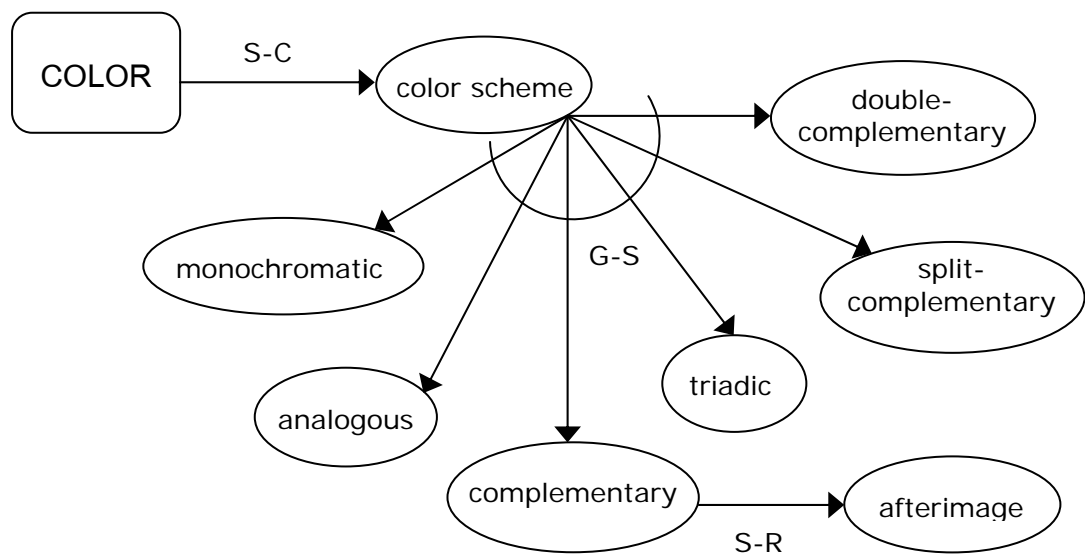 COLOR
S-C
color scheme
double-
complementary
monochromatic
G-S
split-
complementary
triadic
analogous
complementary
afterimage
S-R